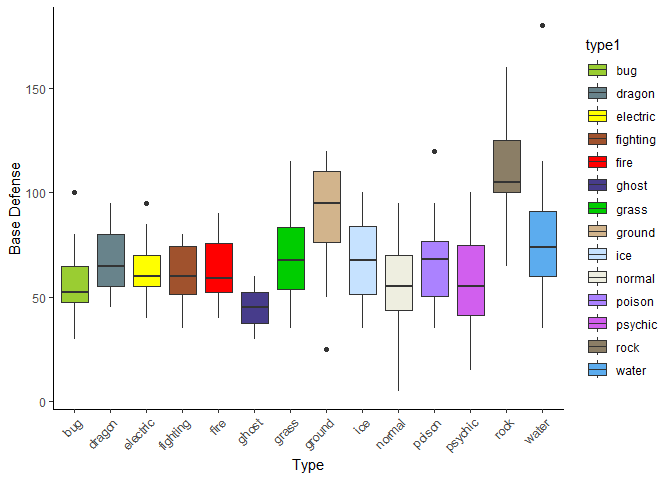 type1
bug
dragon
electric
fighting
fire
ghost
grass
ground
ice
normal
poison
psychic
rock
water
Base Defense
150
100
50
0
bug dragon electric fighting fire ghost grass ground ice normal poison psychic rock water
Type